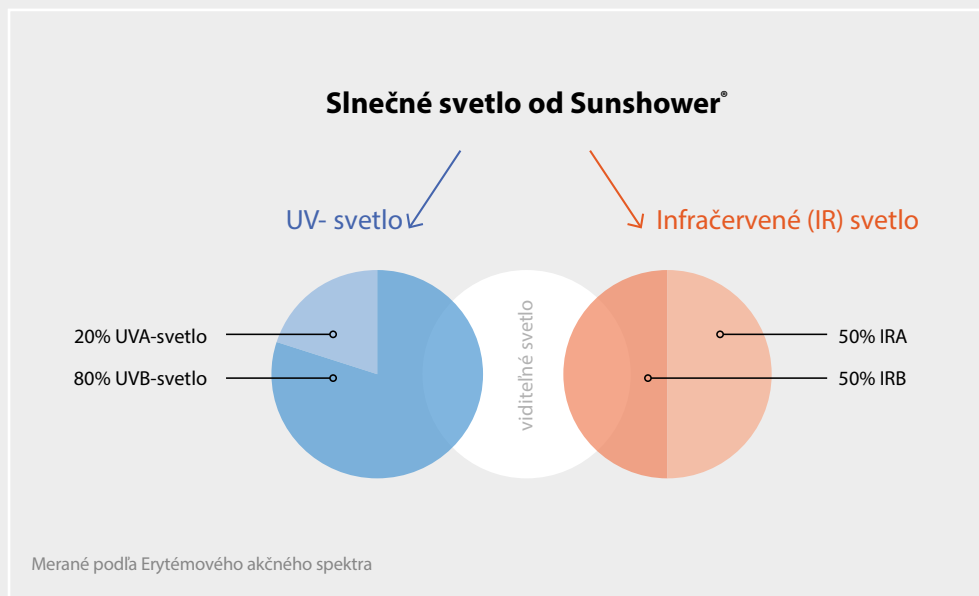 Slnečné svetlo od Sunshower®
UV- svetlo
Infračervené (IR) svetlo
20% UVA-svetlo
80% UVB-svetlo
viditeľné svetlo
50% IRA
50% IRB
Merané podľa Erytémového akčného spektra